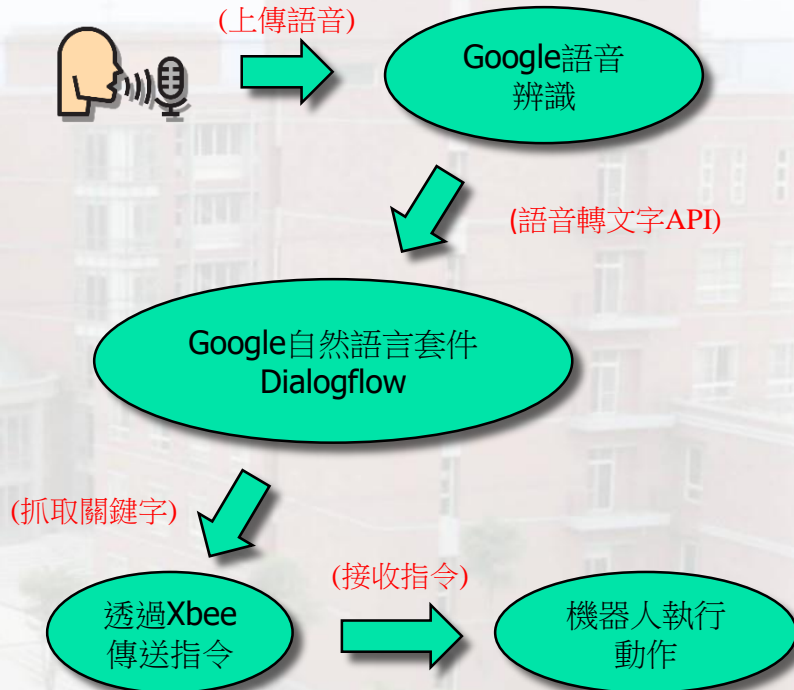 (上傳語音)
Google語音
辨識
(語音轉文字API)
Google自然語言套件
Dialogflow
(抓取關鍵字)
透過Xbee
傳送指令
(接收指令)
機器人執行
動作